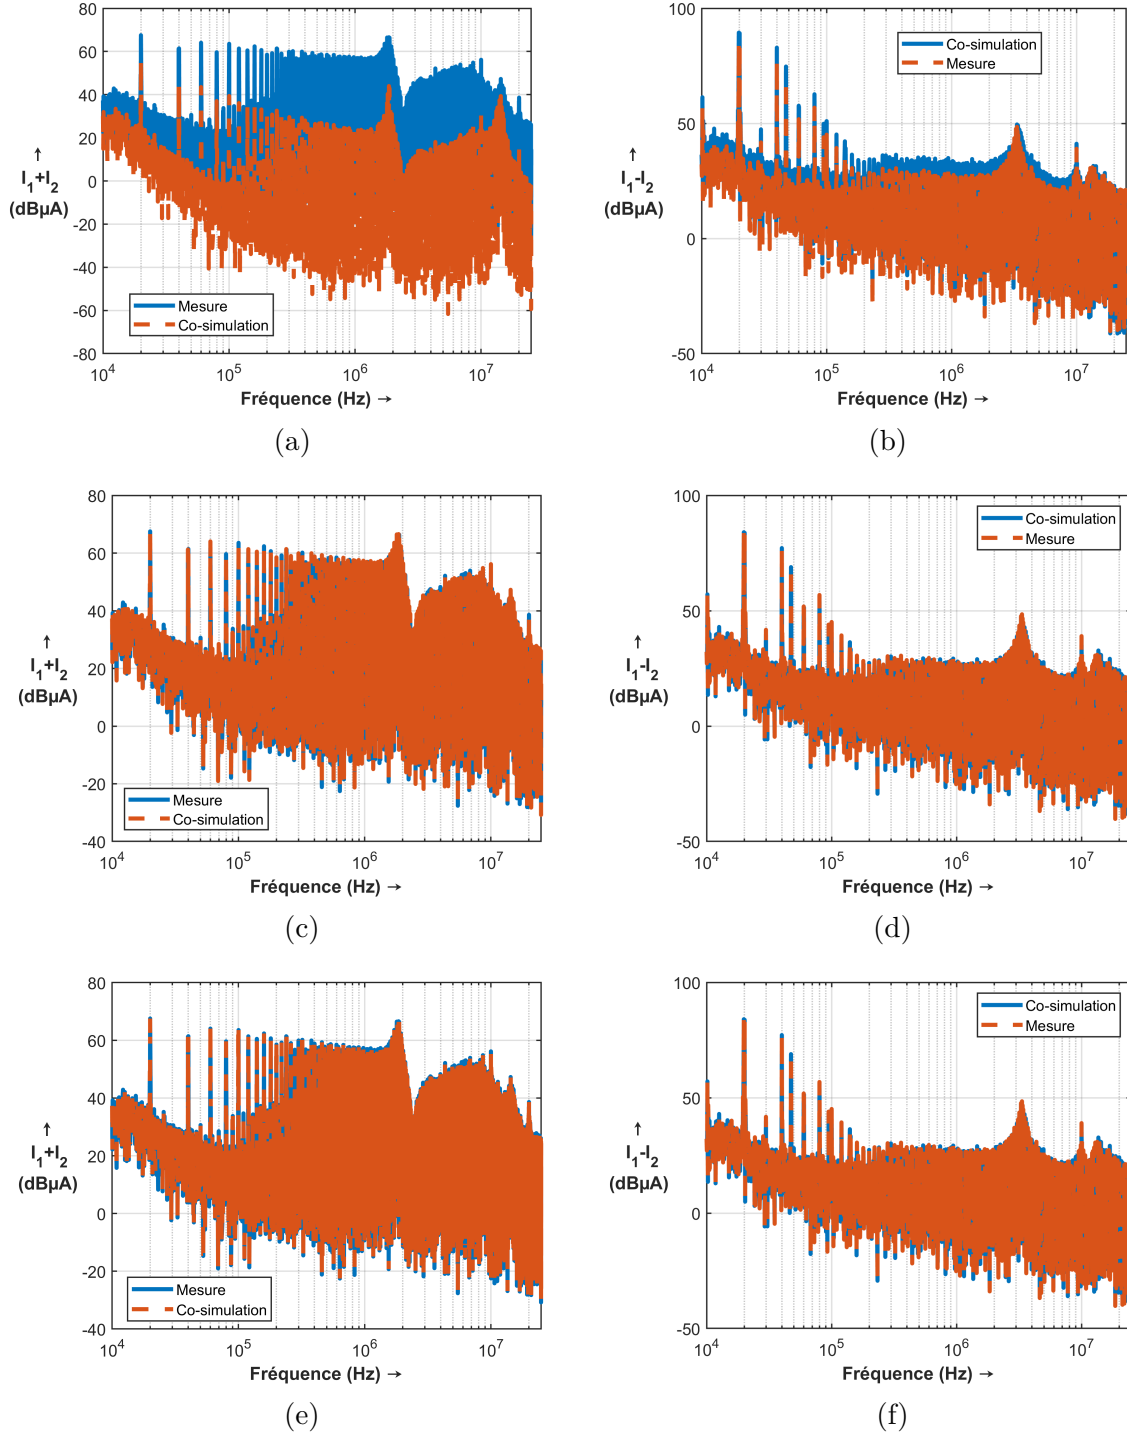 80
60
40
20
0
-20
-40
-60
-80
I1+I2
(dBµA)
Mesure
Co-simulation
10^4 10^5 10^6 10^7
Fréquence (Hz) →
(a)
100
50
0
-50
I1-I2
(dBµA)
Co-simulation
Mesure
10^4 10^5 10^6 10^7
Fréquence (Hz) →
(b)
80
60
40
20
0
-20
-40
I1+I2
(dBµA)
Mesure
Co-simulation
10^4 10^5 10^6 10^7
Fréquence (Hz) →
(c)
100
50
0
-50
I1-I2
(dBµA)
Co-simulation
Mesure
10^4 10^5 10^6 10^7
Fréquence (Hz) →
(d)
80
60
40
20
0
-20
-40
I1+I2
(dBµA)
Mesure
Co-simulation
10^4 10^5 10^6 10^7
Fréquence (Hz) →
(e)
100
50
0
-50
I1-I2
(dBµA)
Co-simulation
Mesure
10^4 10^5 10^6 10^7
Fréquence (Hz) →
(f)